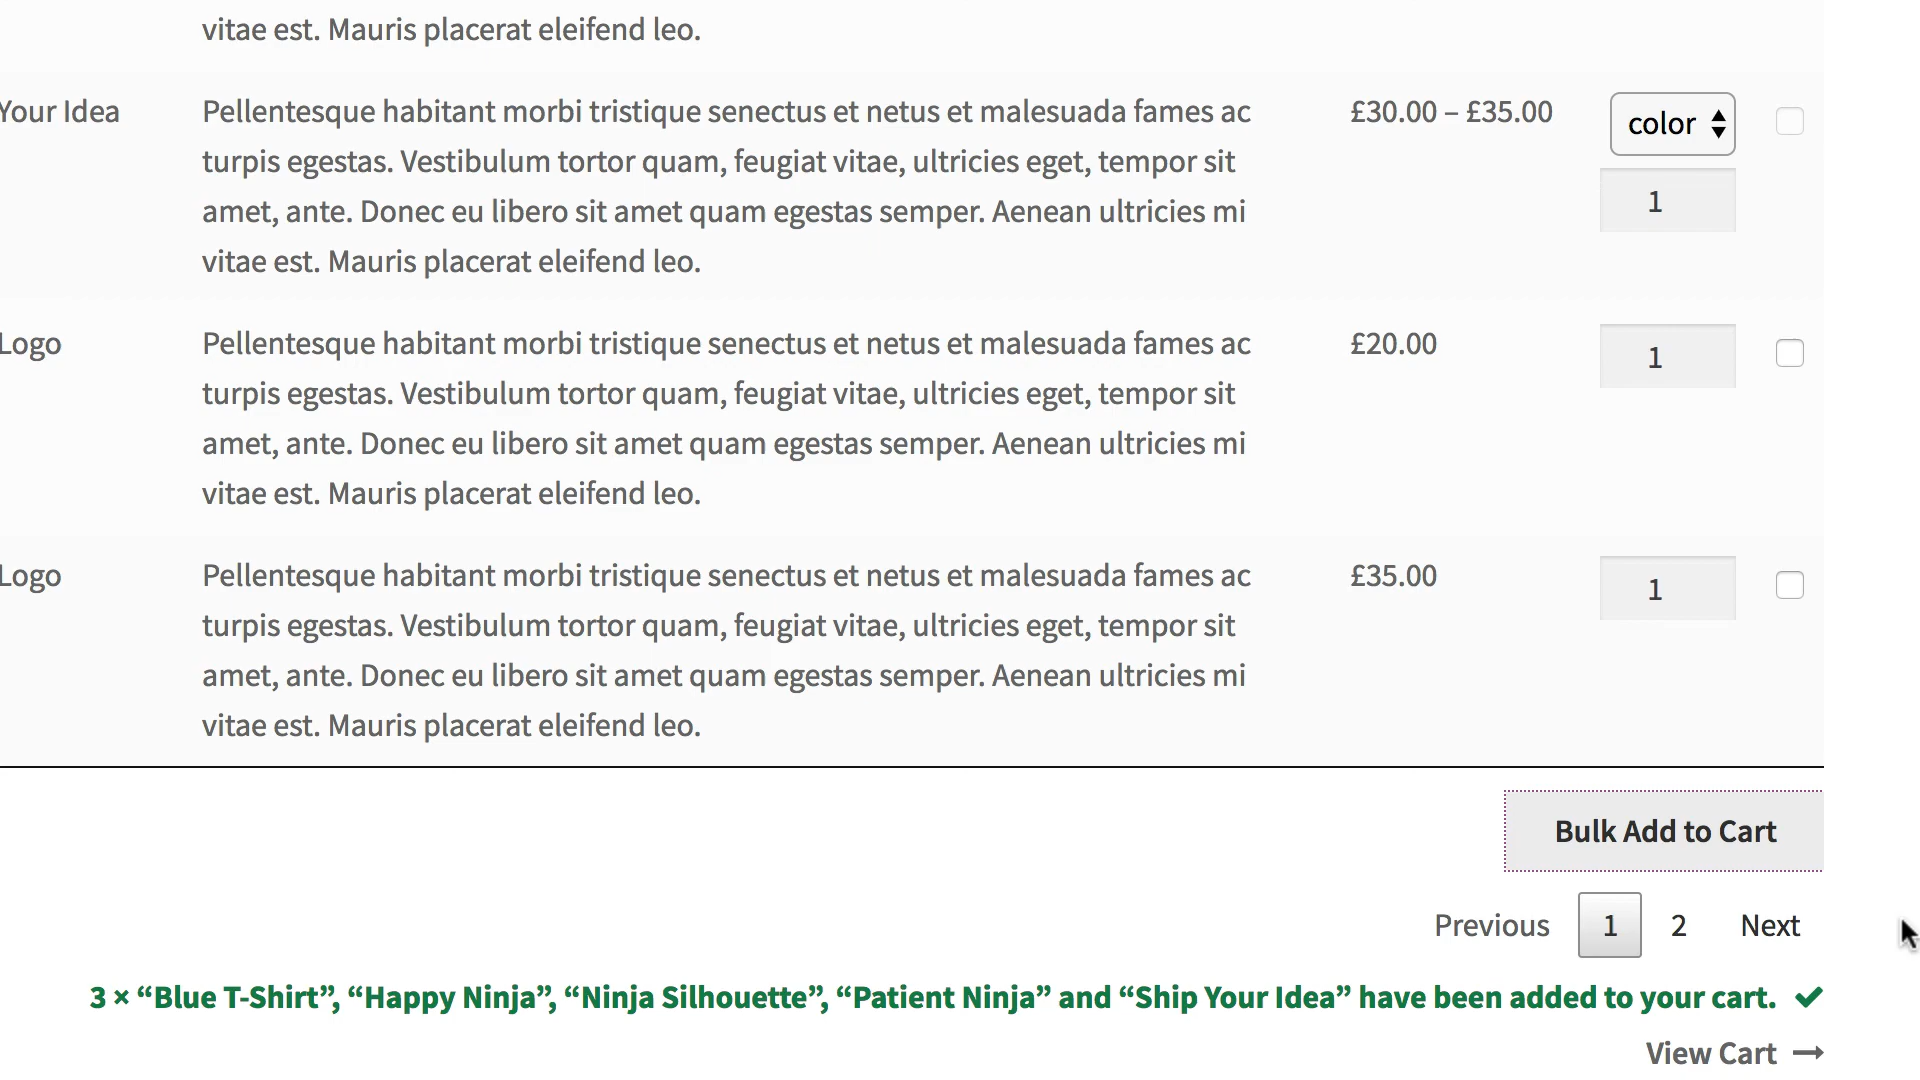 vitae est. Mauris placerat eleifend leo.
Your Idea
Pellentesque habitant morbi tristique senectus et netus et malesuada fames ac
turpis egestas. Vestibulum tortor quam, feugiat vitae, ultricies eget, tempor sit
amet, ante. Donec eu libero sit amet quam egestas semper. Aenean ultricies mi
vitae est. Mauris placerat eleifend leo.
£30.00 – £35.00
color
1
Logo
Pellentesque habitant morbi tristique senectus et netus et malesuada fames ac
turpis egestas. Vestibulum tortor quam, feugiat vitae, ultricies eget, tempor sit
amet, ante. Donec eu libero sit amet quam egestas semper. Aenean ultricies mi
vitae est. Mauris placerat eleifend leo.
£20.00
1
Logo
Pellentesque habitant morbi tristique senectus et netus et malesuada fames ac
turpis egestas. Vestibulum tortor quam, feugiat vitae, ultricies eget, tempor sit
amet, ante. Donec eu libero sit amet quam egestas semper. Aenean ultricies mi
vitae est. Mauris placerat eleifend leo.
£35.00
1
Bulk Add to Cart
Previous 1 2 Next
3 × “Blue T-Shirt”, “Happy Ninja”, “Ninja Silhouette”, “Patient Ninja” and “Ship Your Idea” have been added to your cart. ✔
View Cart →